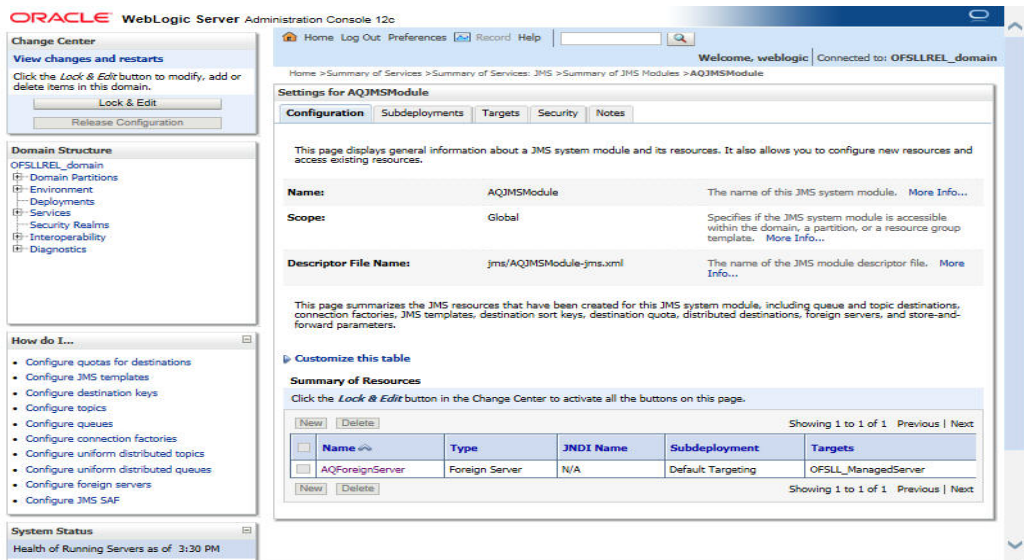 ORACLE WebLogic Server Administration Console 12c
Change Center
View changes and restarts
Click the Lock & Edit button to modify, add or
delete items in this domain.
Lock & Edit
Release Configuration
Domain Structure
OFSLLREL_domain
Domain Partitions
Environment
Deployments
Services
Security Realms
Interoperability
Diagnostics
How do I...
Configure quotas for destinations
Configure JMS templates
Configure destination keys
Configure topics
Configure queues
Configure connection factories
Configure uniform distributed topics
Configure uniform distributed queues
Configure foreign servers
Configure JMS SAF
System Status
Health of Running Servers as of 3:30 PM
Home Log Out Preferences Record Help
Welcome, weblogic Connected to: OFSLLREL_domain
Home >Summary of Services >Summary of Services: JMS >Summary of JMS Modules >AQJMSModule
Settings for AQJMSModule
Configuration Subdeployments Targets Security Notes
This page displays general information about a JMS system module and its resources. It also allows you to configure new resources and
access existing resources.
Name: AQJMSModule The name of this JMS system module. More Info...
Scope: Global Specifies if the JMS system module is accessible
within the domain, a partition, or a resource group
template. More Info...
Descriptor File Name: jms/AQJMSModule-jms.xml The name of the JMS module descriptor file. More
Info...
This page summarizes the JMS resources that have been created for this JMS system module, including queue and topic destinations,
connection factories, JMS templates, destination sort keys, destination quota, distributed destinations, foreign servers, and store-and-
forward parameters.
Customize this table
Summary of Resources
Click the Lock & Edit button in the Change Center to activate all the buttons on this page.
New Delete Showing 1 to 1 of 1 Previous | Next
Name Type JNDI Name Subdeployment Targets
AQForeignServer Foreign Server N/A Default Targeting OFSLL_ManagedServer
New Delete Showing 1 to 1 of 1 Previous | Next